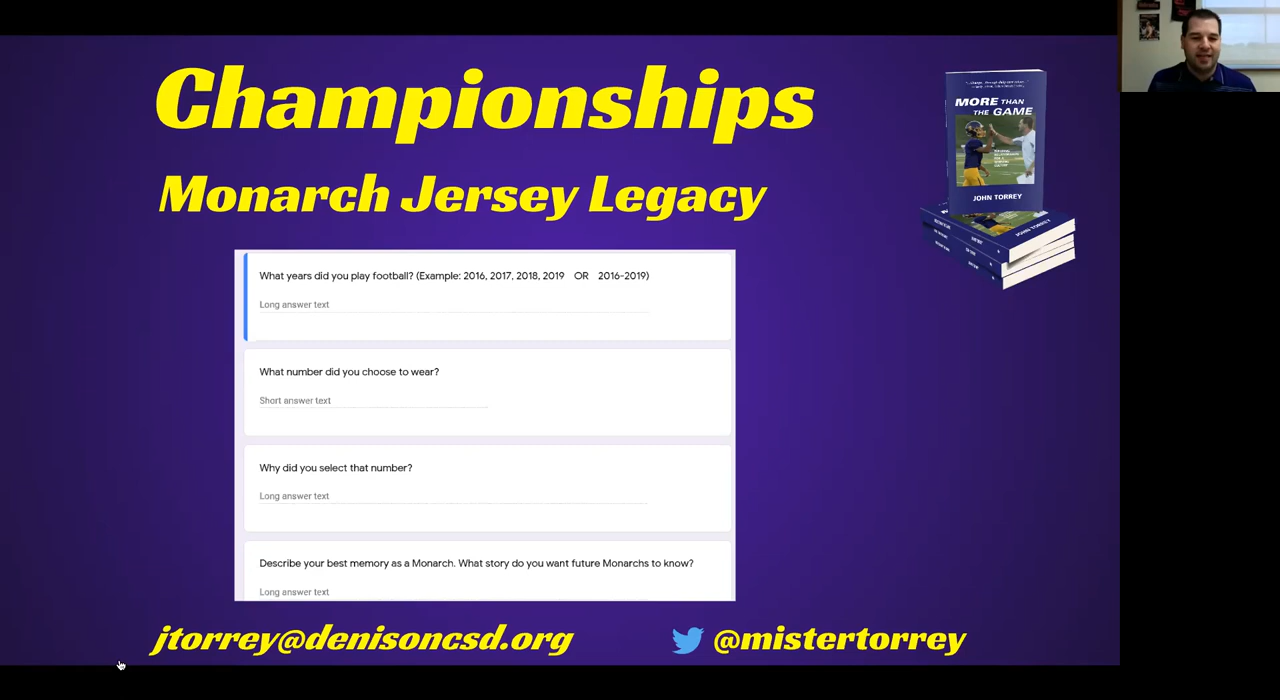 Championships
Monarch Jersey Legacy
MORE THAN
THE GAME
JOHN TORREY
JOHN TORREY
What years did you play football? (Example: 2016, 2017, 2018, 2019 OR 2016-2019)
Long answer text
What number did you choose to wear?
Short answer text
Why did you select that number?
Long answer text
Describe your best memory as a Monarch. What story do you want future Monarchs to know?
Long answer text
jtorrey@denisoncsd.org
@mistertorrey